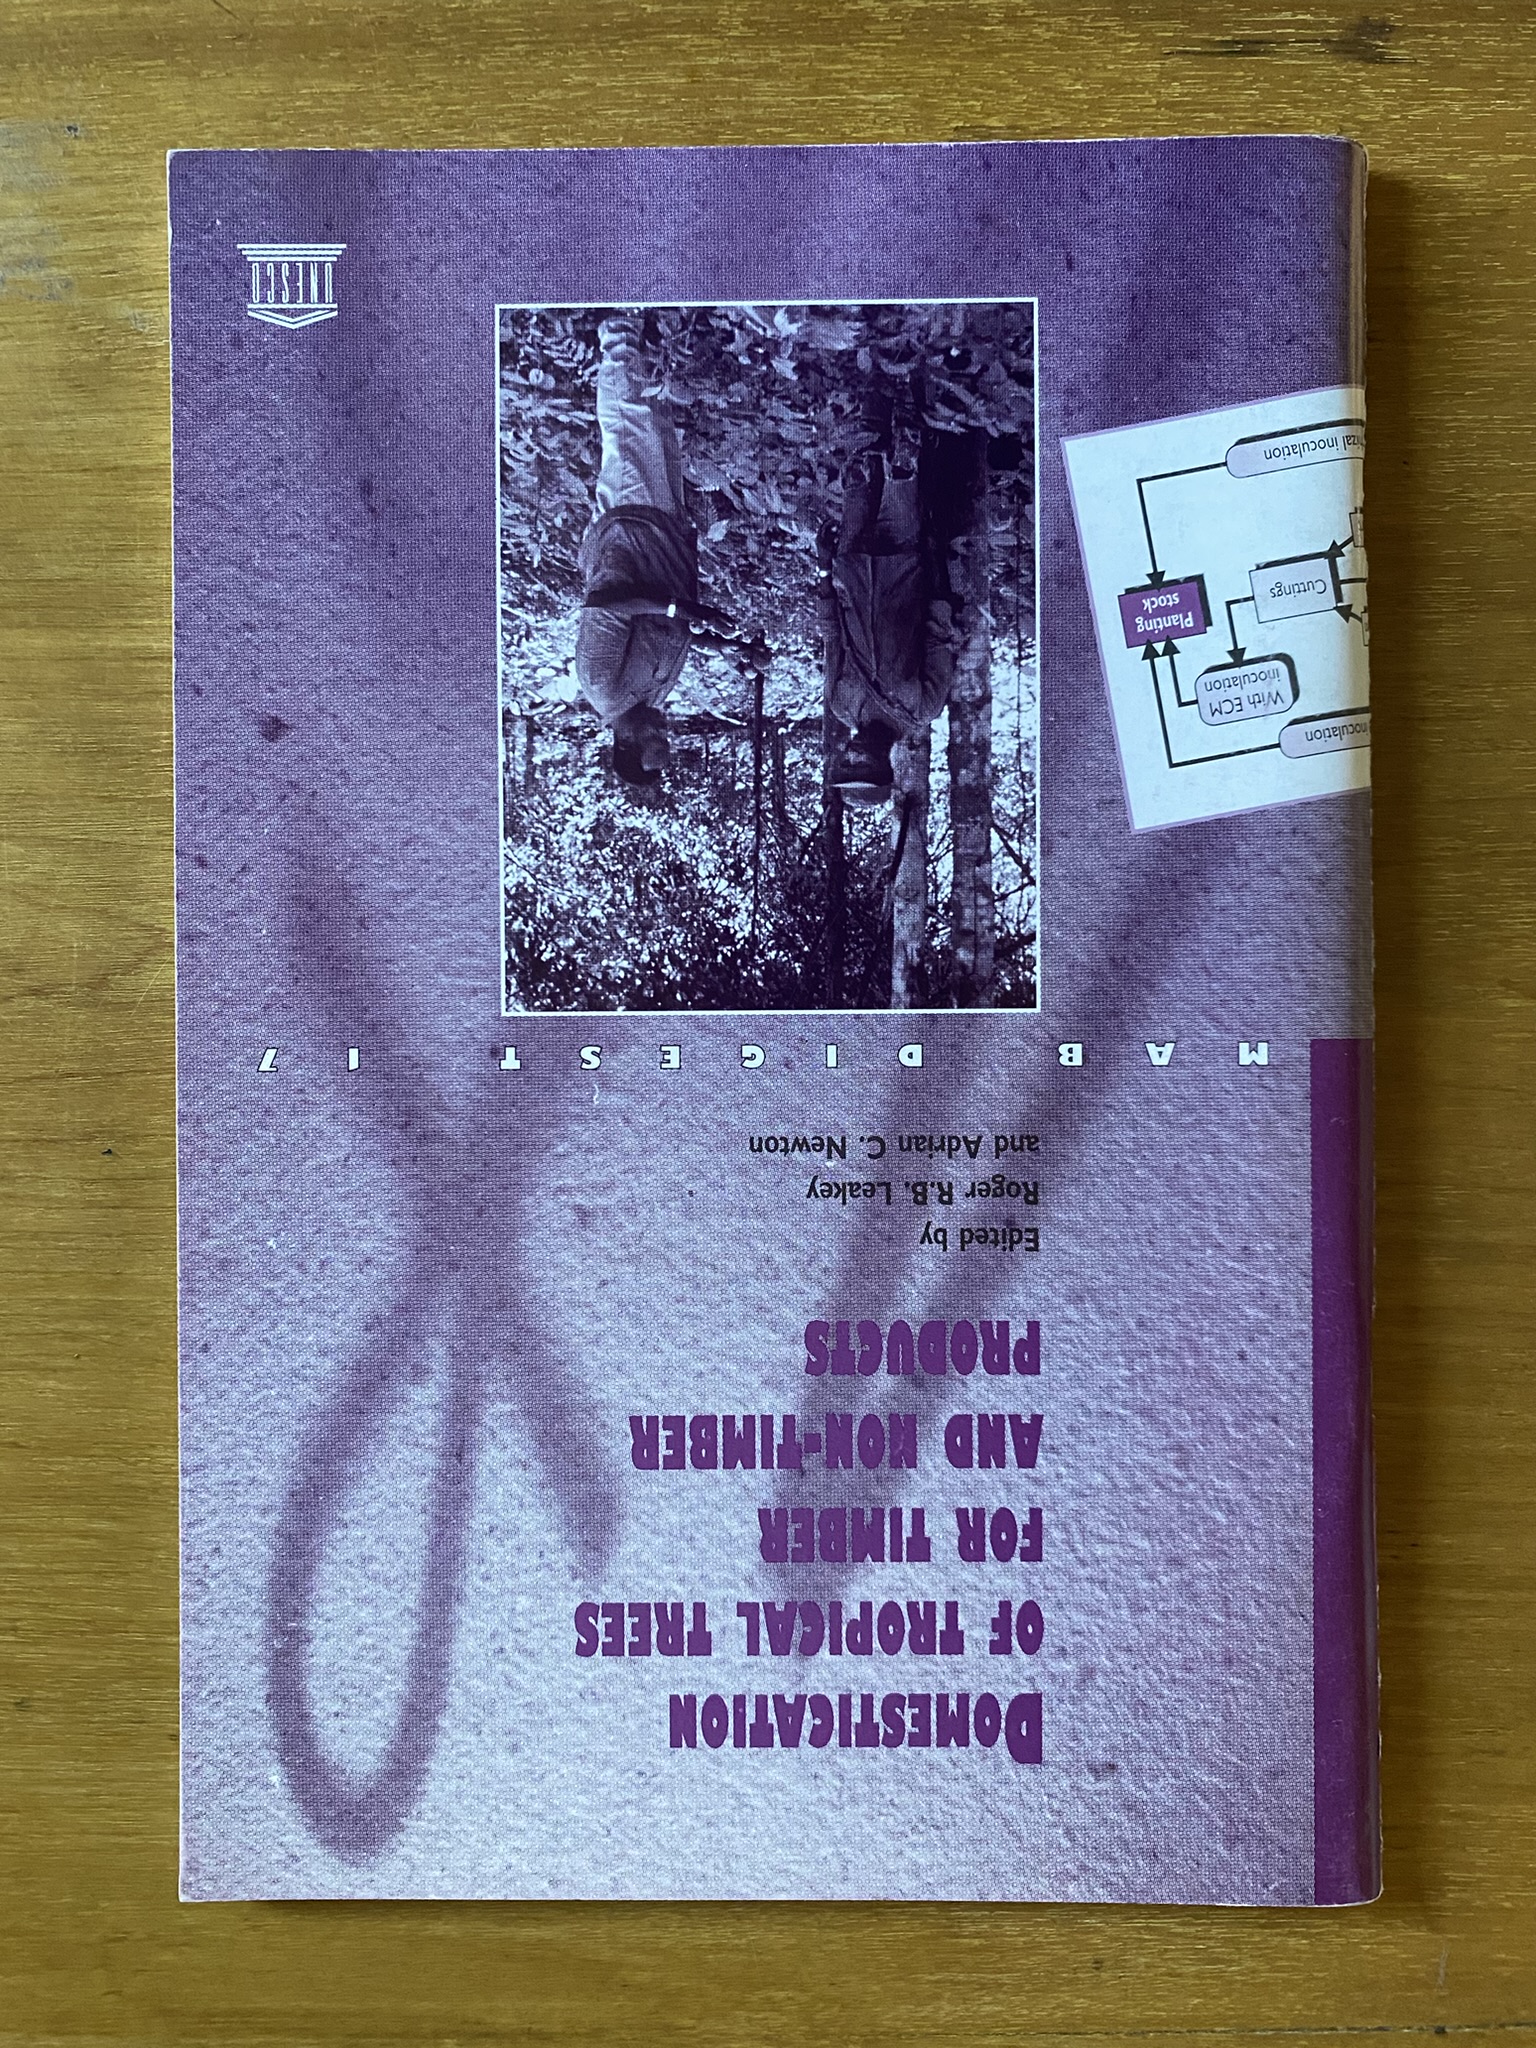 DOMESTICATION
OF TROPICAL TREES
FOR TIMBER
AND NON-TIMBER
PRODUCTS
Edited by
Roger R.B. Leakey
and Adrian C. Newton
MAB DIGEST 17
inoculation
With ECM
inoculation
Planting
stock
Cuttings
inoculation
UNESCO